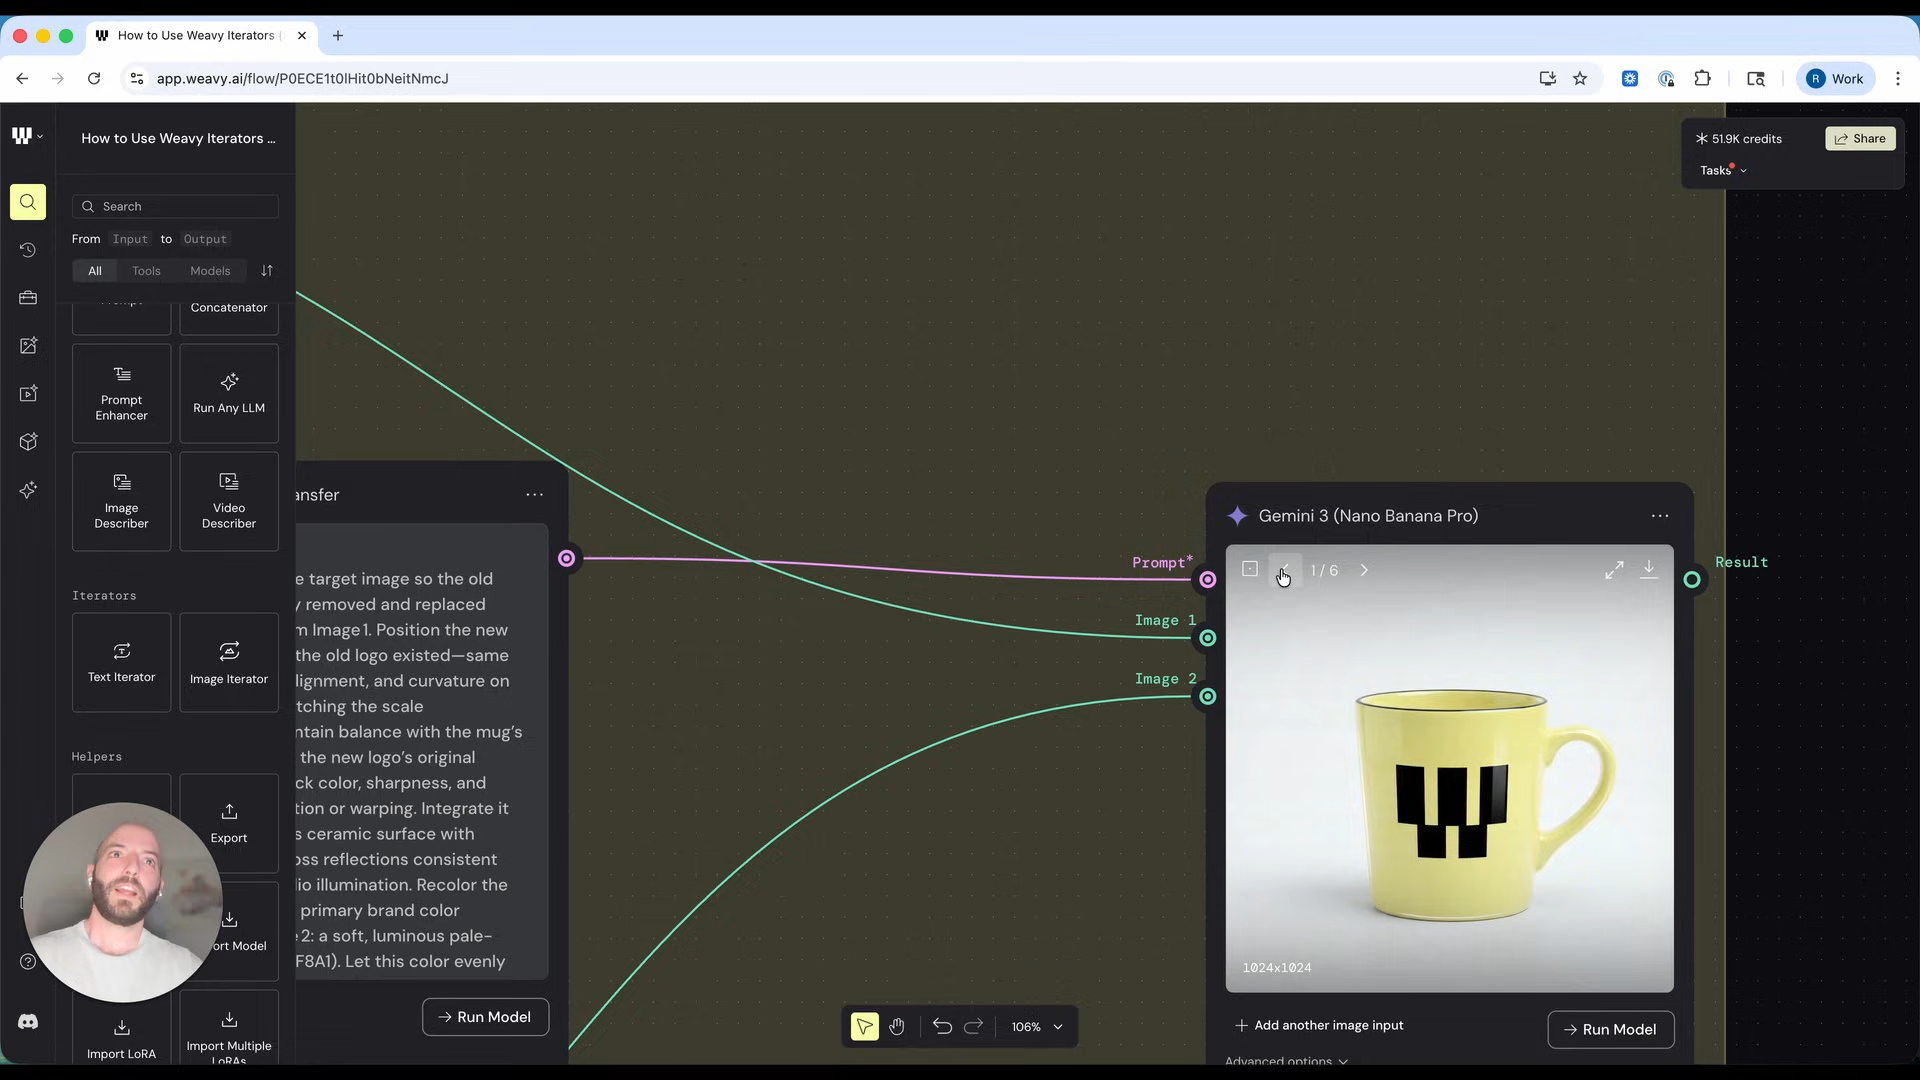 How to Use Weavy Iterators (
app.weavy.ai/flow/P0ECE1t0lHit0bNeitNmcJ
R Work
How to Use Weavy Iterators ...
51.9K credits
Share
Tasks
Search
From Input to Output
All Tools Models
Concatenator
Prompt Enhancer
Run Any LLM
Image Describer
Video Describer
Iterators
Text Iterator
Image Iterator
Helpers
Export
ort Model
Import LoRA
Import Multiple LoRAs
ansfer
e target image so the old
y removed and replaced
m Image 1. Position the new
the old logo existed—same
lignment, and curvature on
tching the scale
ntain balance with the mug’s
the new logo’s original
ck color, sharpness, and
tion or warping. Integrate it
s ceramic surface with
oss reflections consistent
io illumination. Recolor the
primary brand color
e 2: a soft, luminous pale-
F8A1). Let this color evenly
Run Model
Prompt*
Image 1
Image 2
Gemini 3 (Nano Banana Pro)
1 / 6
Result
1024x1024
Add another image input
Run Model
Advanced options
106%